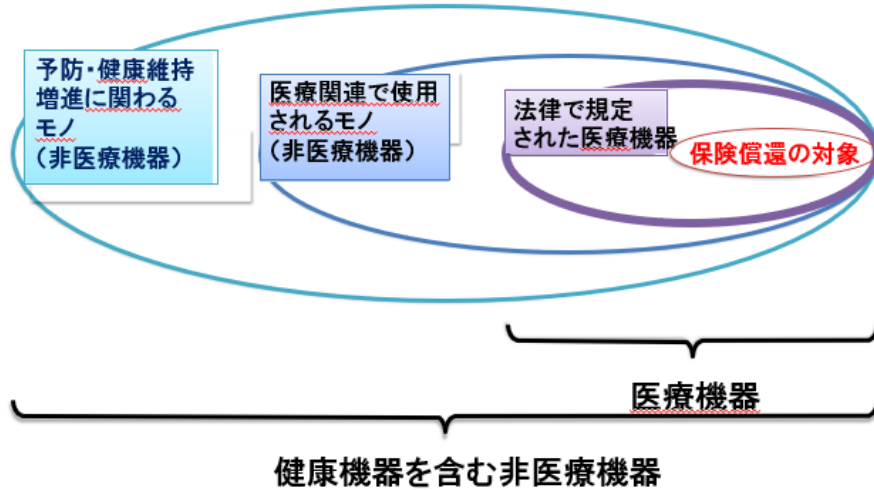 予防・健康維持
増進に関わる
モノ
（非医療機器）
医療関連で使用
されるモノ
（非医療機器）
法律で規定
された医療機器
保険償還の対象
医療機器
健康機器を含む非医療機器